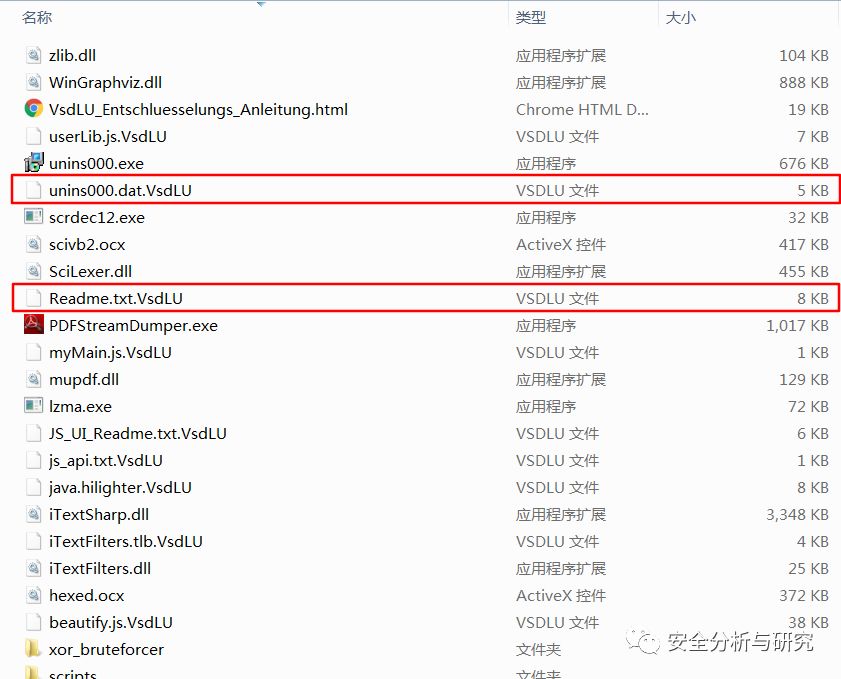 名称 类型 大小
zlib.dll 应用程序扩展 104 KB
WinGraphviz.dll 应用程序扩展 888 KB
VsdLU_Entschluesselungs_Anleitung.html Chrome HTML D... 19 KB
userLib.js.VsdLU VSDLU 文件 7 KB
unins000.exe 应用程序 676 KB
unins000.dat.VsdLU VSDLU 文件 5 KB
scrdec12.exe 应用程序 32 KB
scivb2.ocx ActiveX 控件 417 KB
SciLexer.dll 应用程序扩展 455 KB
Readme.txt.VsdLU VSDLU 文件 8 KB
PDFStreamDumper.exe 应用程序 1,017 KB
myMain.js.VsdLU VSDLU 文件 1 KB
mupdf.dll 应用程序扩展 129 KB
lzma.exe 应用程序 72 KB
JS_UI_Readme.txt.VsdLU VSDLU 文件 6 KB
js_api.txt.VsdLU VSDLU 文件 1 KB
java.hilighter.VsdLU VSDLU 文件 8 KB
iTextSharp.dll 应用程序扩展 3,348 KB
iTextFilters.tlb.VsdLU VSDLU 文件 4 KB
iTextFilters.dll 应用程序扩展 25 KB
hexed.ocx ActiveX 控件 372 KB
beautify.js.VsdLU VSDLU 文件 38 KB
安全分析与研究
xor_bruteforcer 文件夹
scripts 文件夹